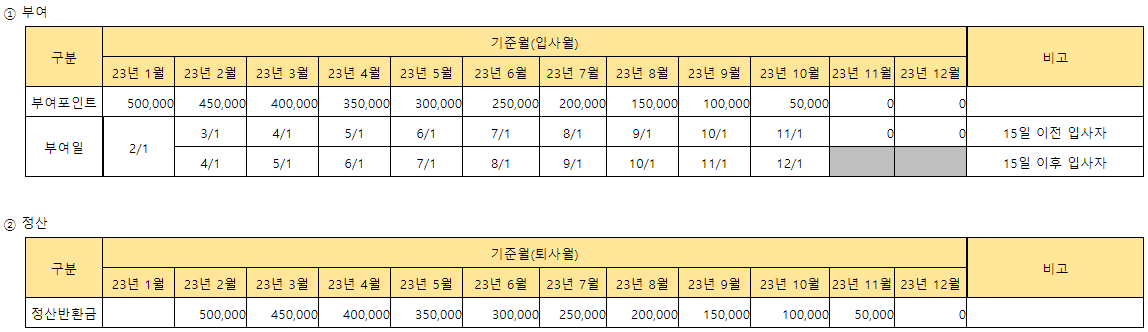 ① 부여
구분 기준월(입사월) 비고
23년 1월 23년 2월 23년 3월 23년 4월 23년 5월 23년 6월 23년 7월 23년 8월 23년 9월 23년 10월 23년 11월 23년 12월
부여포인트 500,000 450,000 400,000 350,000 300,000 250,000 200,000 150,000 100,000 50,000 0 0
부여일 2/1 3/1 4/1 5/1 6/1 7/1 8/1 9/1 10/1 11/1 0 0 15일 이전 입사자
4/1 5/1 6/1 7/1 8/1 9/1 10/1 11/1 12/1 15일 이후 입사자
② 정산
구분 기준월(퇴사월) 비고
23년 1월 23년 2월 23년 3월 23년 4월 23년 5월 23년 6월 23년 7월 23년 8월 23년 9월 23년 10월 23년 11월 23년 12월
정산반환금 500,000 450,000 400,000 350,000 300,000 250,000 200,000 150,000 100,000 50,000 0